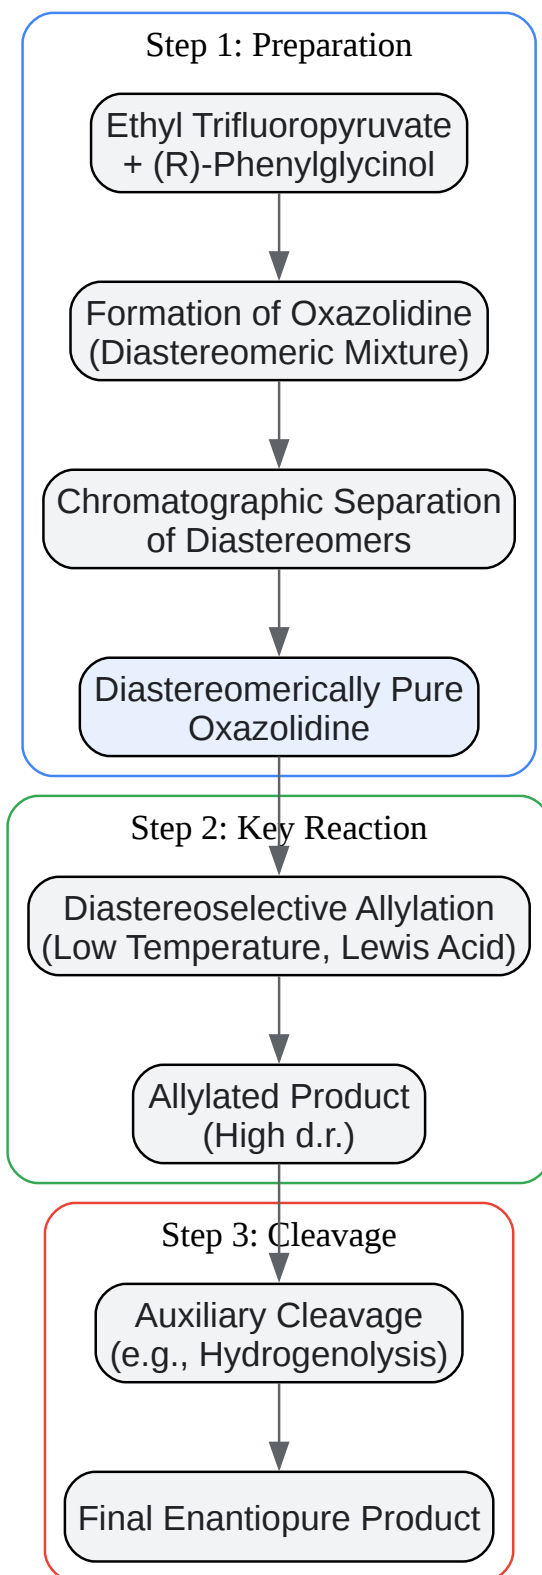 Step 1: Preparation
Ethyl Trifluoropyruvate
+ (R)-Phenylglycinol
Formation of Oxazolidine
(Diastereomeric Mixture)
Chromatographic Separation
of Diastereomers
Diastereomerically Pure
Oxazolidine
Step 2: Key Reaction
Diastereoselective Allylation
(Low Temperature, Lewis Acid)
Allylated Product
(High d.r.)
Step 3: Cleavage
Auxiliary Cleavage
(e.g., Hydrogenolysis)
Final Enantiopure Product